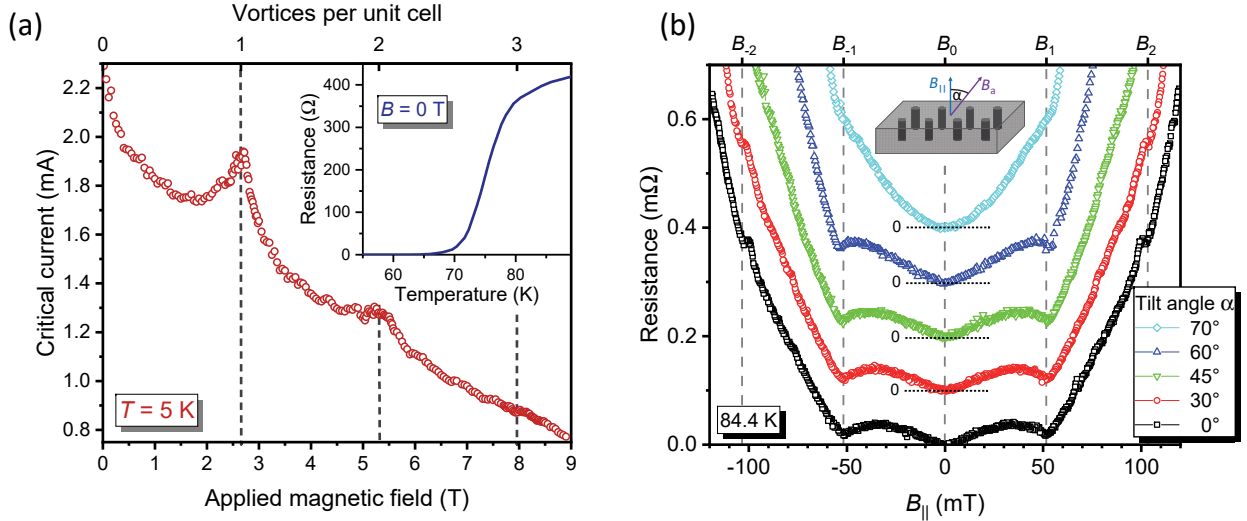 (a)
Vortices per unit cell
0 1 2 3
Critical current (mA)
2.2
2.0
1.8
1.6
1.4
1.2
1.0
0.8
T = 5 K
0 1 2 3 4 5 6 7 8 9
Applied magnetic field (T)
B = 0 T
Resistance (Ω)
400
300
200
100
0
60 70 80
Temperature (K)
(b)
B-2 B-1 B0 B1 B2
Resistance (mΩ)
0.6
0.4
0.2
0.0
B|| α Ba
0
0
0
0
84.4 K
Tilt angle α
70°
60°
45°
30°
0°
-100 -50 0 50 100
B|| (mT)